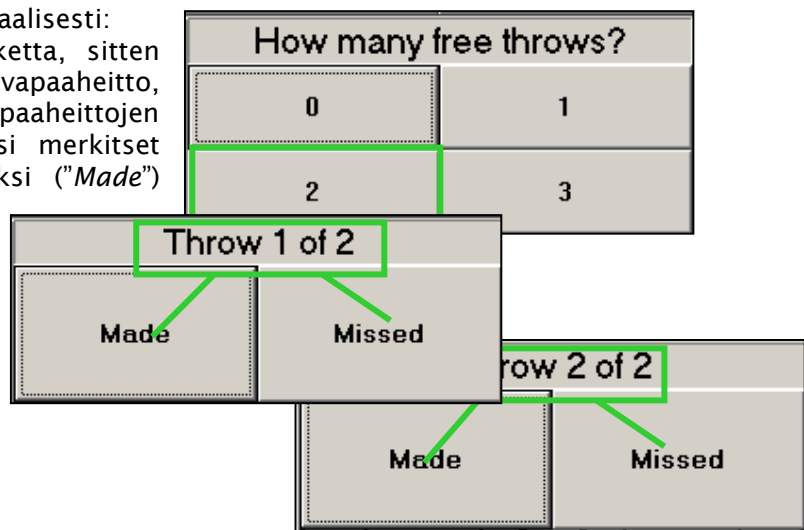 aalisesti:
ketta, sitten
vapaaheitto,
paaheittojen
si merkitset
ksi ("Made")
How many free throws?
0 1
2 3
Throw 1 of 2
Made Missed
row 2 of 2
Made Missed